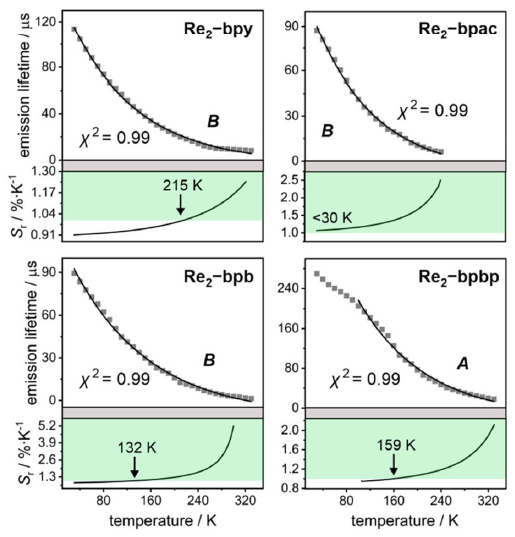 Re₂−bpy
emission lifetime / μs
120
80
40
0
B
χ² = 0.99
Sᵣ / %·K⁻¹
1.30
1.17
1.04
0.91
215 K
Re₂−bpac
90
60
30
0
χ² = 0.99
B
2.5
2.0
1.5
1.0
<30 K
Re₂−bpb
emission lifetime / μs
1.90
60
30
0
B
χ² = 0.99
Sᵣ / %·K⁻¹
5.2
3.9
2.6
1.3
132 K
80 160 240 320
temperature / K
Re₂−bpbp
240
160
80
0
A
χ² = 0.99
2.0
1.6
1.2
0.8
159 K
80 160 240 320
temperature / K